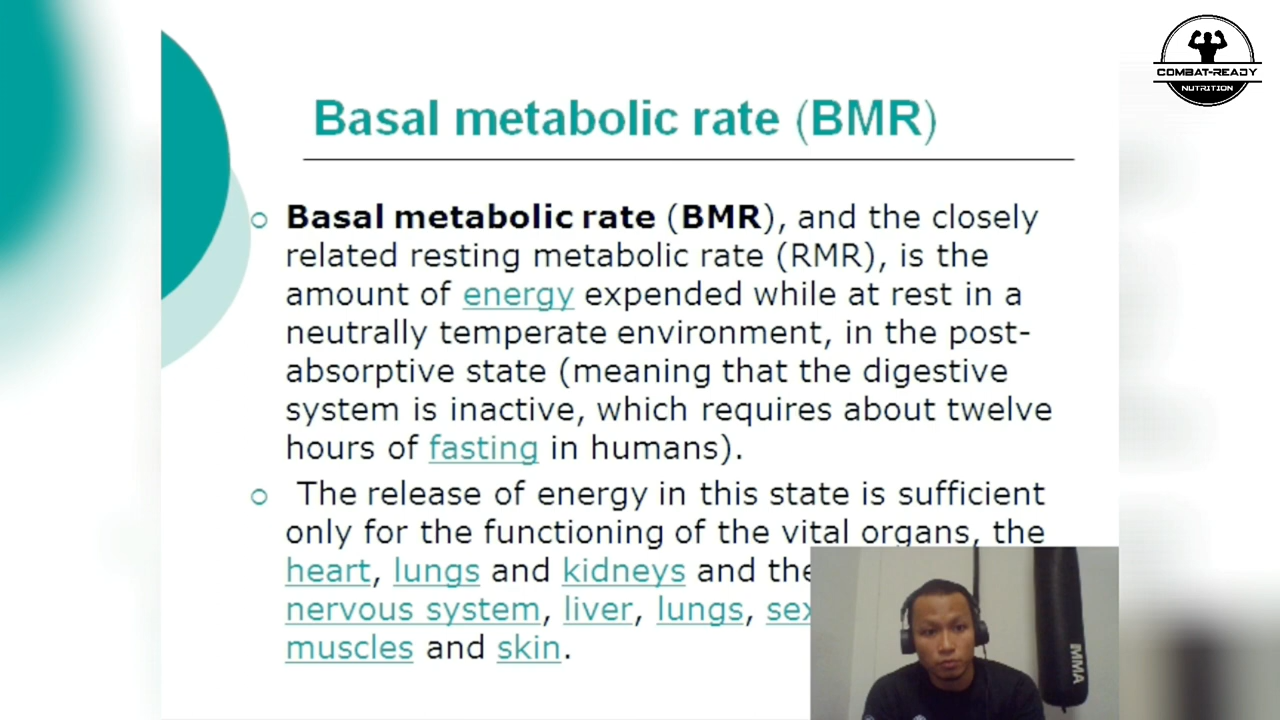 COMBAT-READY
NUTRITION
Basal metabolic rate (BMR)
Basal metabolic rate (BMR), and the closely
related resting metabolic rate (RMR), is the
amount of energy expended while at rest in a
neutrally temperate environment, in the post-
absorptive state (meaning that the digestive
system is inactive, which requires about twelve
hours of fasting in humans).
The release of energy in this state is sufficient
only for the functioning of the vital organs, the
heart, lungs and kidneys and the
nervous system, liver, lungs, sex
muscles and skin.
MMA